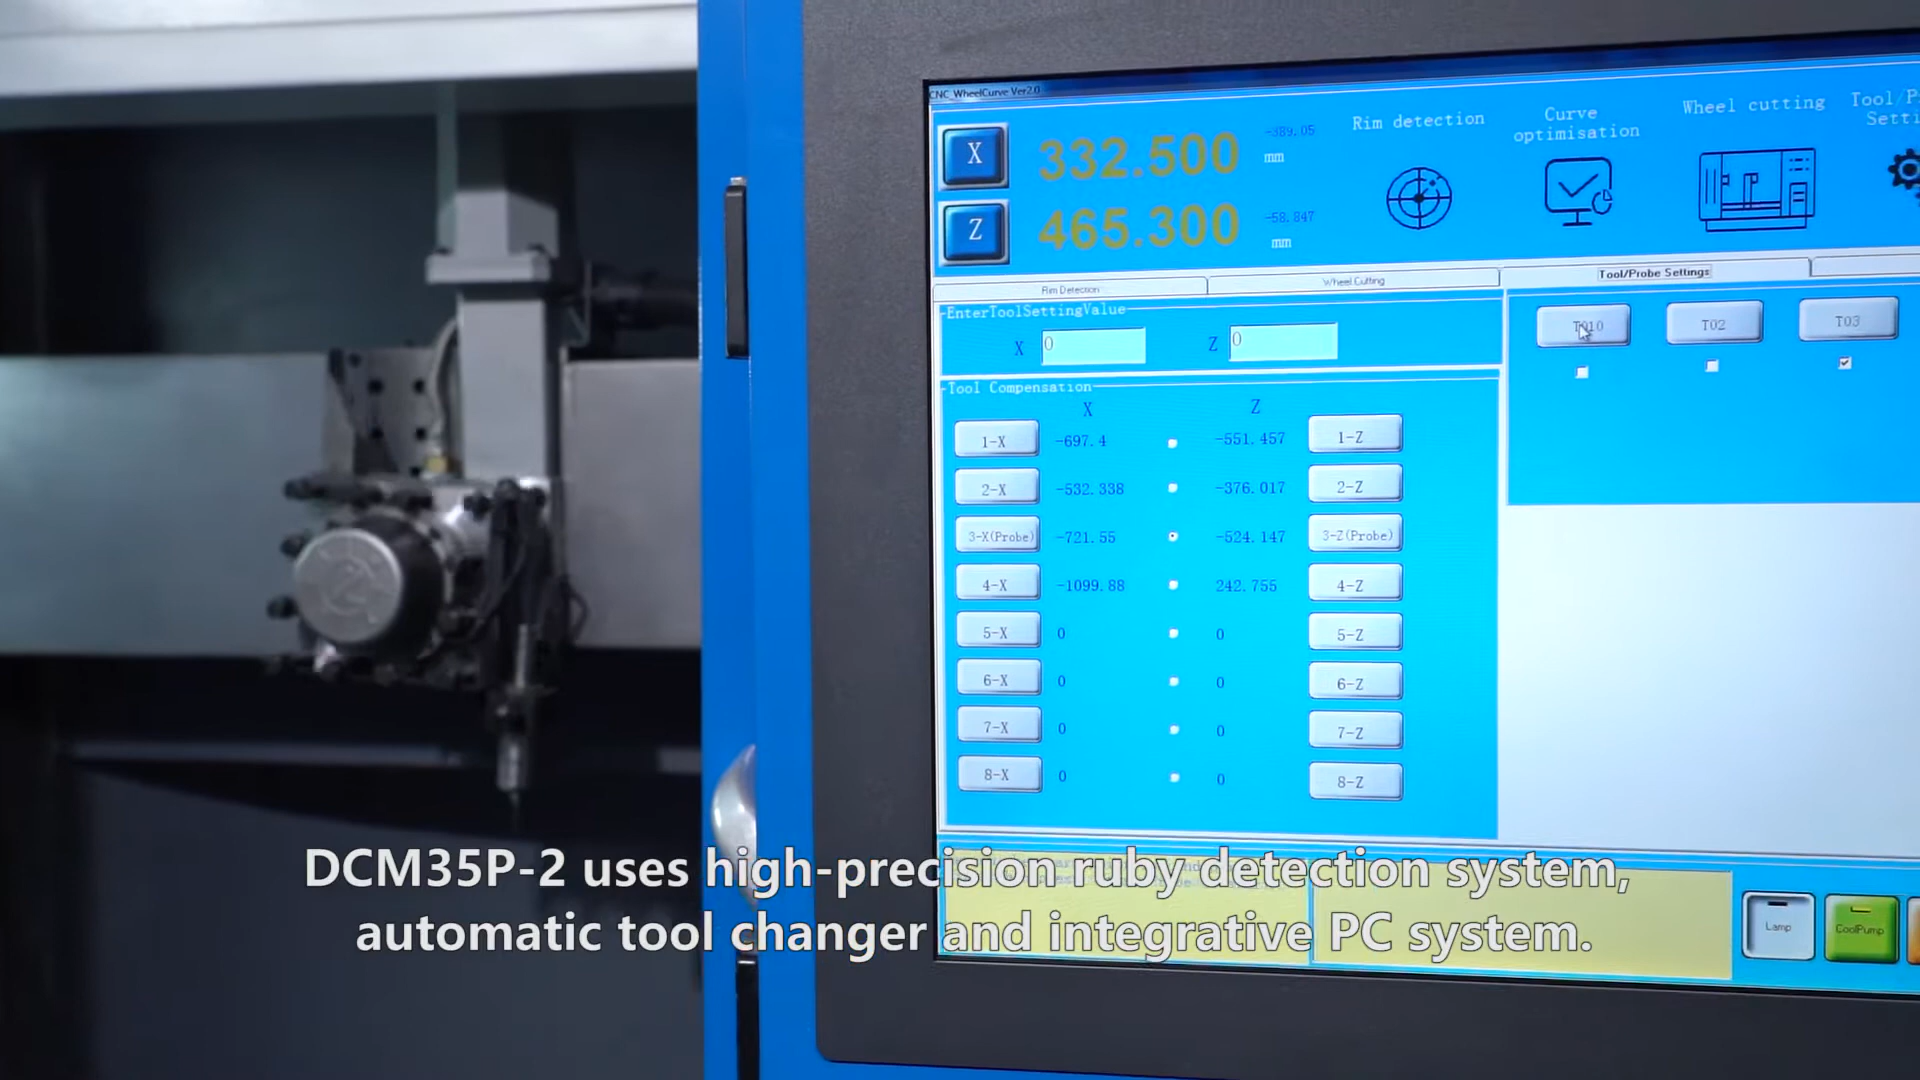 CNC_WheelCurve Ver2.0
X 332.500 -389.05 mm
Z 465.300 -58.847 mm
Rim detection
Curve optimisation
Wheel cutting
Rim Detection
Wheel Cutting
Tool/Probe Settings
EnterToolSettingValue
X 0 Z 0
T02
T03
Tool Compensation
X Z
1-X -697.4 -551.457 1-Z
2-X -532.338 -376.017 2-Z
3-X(Probe) -721.55 -524.147 3-Z(Probe)
4-X -1099.88 242.755 4-Z
5-X 0 0 5-Z
6-X 0 0 6-Z
7-X 0 0 7-Z
8-X 0 0 8-Z
Lamp
CoolPump
DCM35P-2 uses high-precision ruby detection system,
automatic tool changer and integrative PC system.